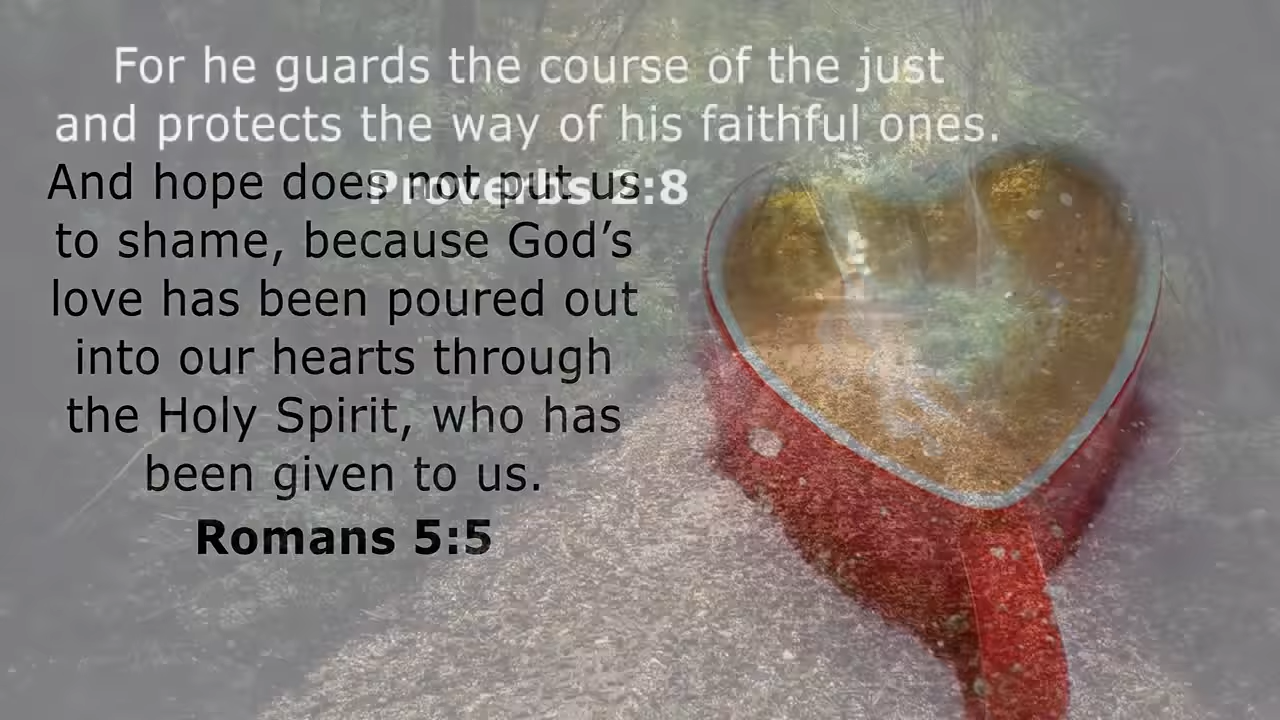 For he guards the course of the just
and protects the way of his faithful ones.
Proverbs 2:8
And hope does not put us
to shame, because God’s
love has been poured out
into our hearts through
the Holy Spirit, who has
been given to us.
Romans 5:5